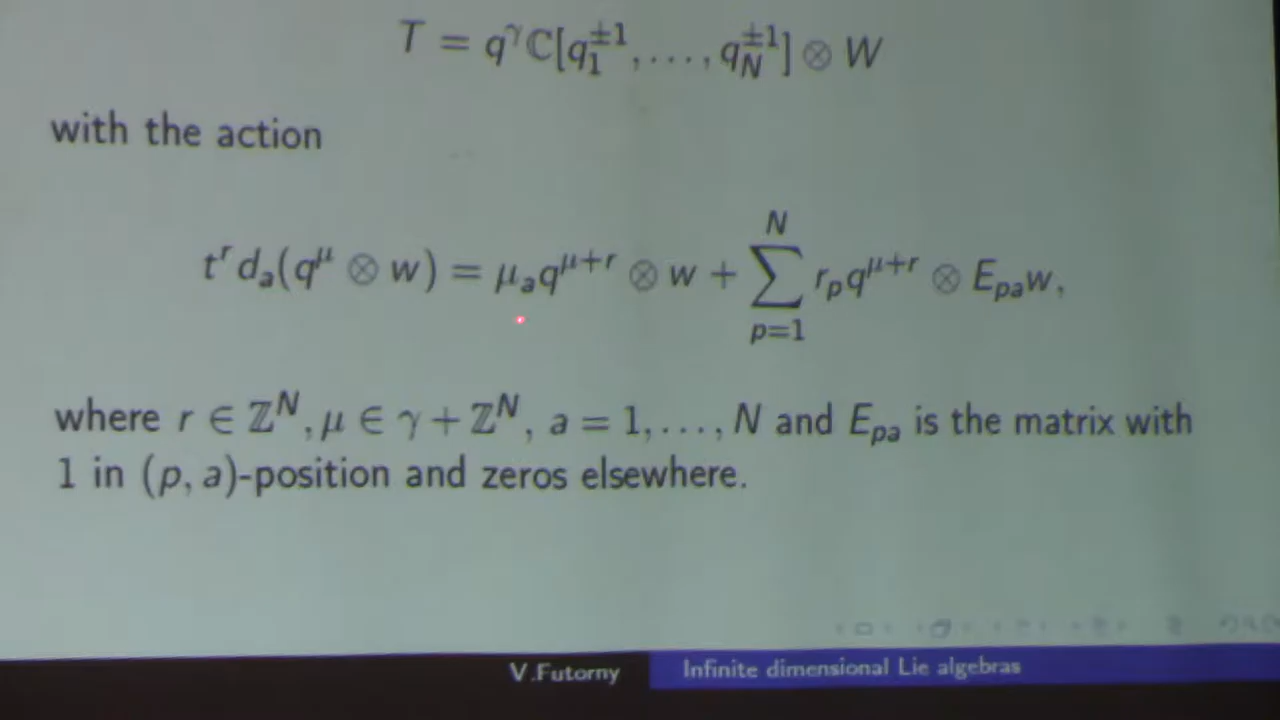 T = q^γ ℂ[q_1^{±1}, …, q_N^{±1}] ⊗ W
with the action
t^r d_a(q^μ ⊗ w) = μ_a q^{μ+r} ⊗ w + ∑_{p=1}^{N} r_p q^{μ+r} ⊗ E_{pa}w,
where r ∈ ℤ^N, μ ∈ γ + ℤ^N, a = 1, …, N and E_{pa} is the matrix with
1 in (p, a)-position and zeros elsewhere.
V.Futorny Infinite dimensional Lie algebras